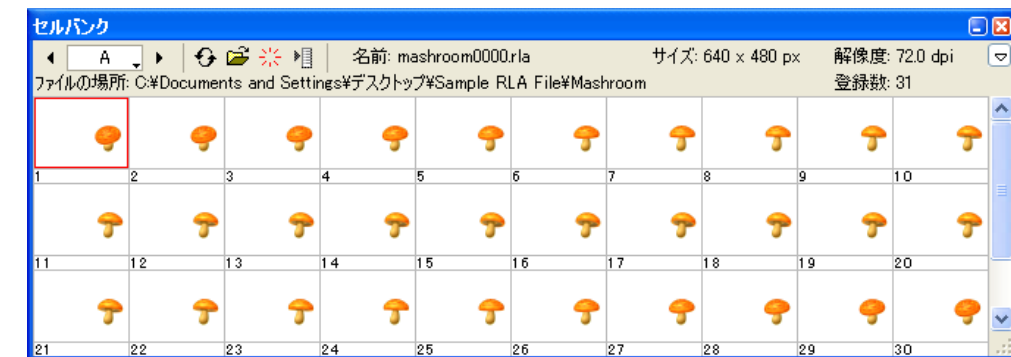 セルバンク
A 名前: mashroom0000.rla サイズ: 640 x 480 px 解像度: 72.0 dpi
ファイルの場所: C:¥Documents and Settings¥デスクトップ¥Sample RLA File¥Mashroom 登録数: 31
1 2 3 4 5 6 7 8 9 10
11 12 13 14 15 16 17 18 19 20
21 22 23 24 25 26 27 28 29 30